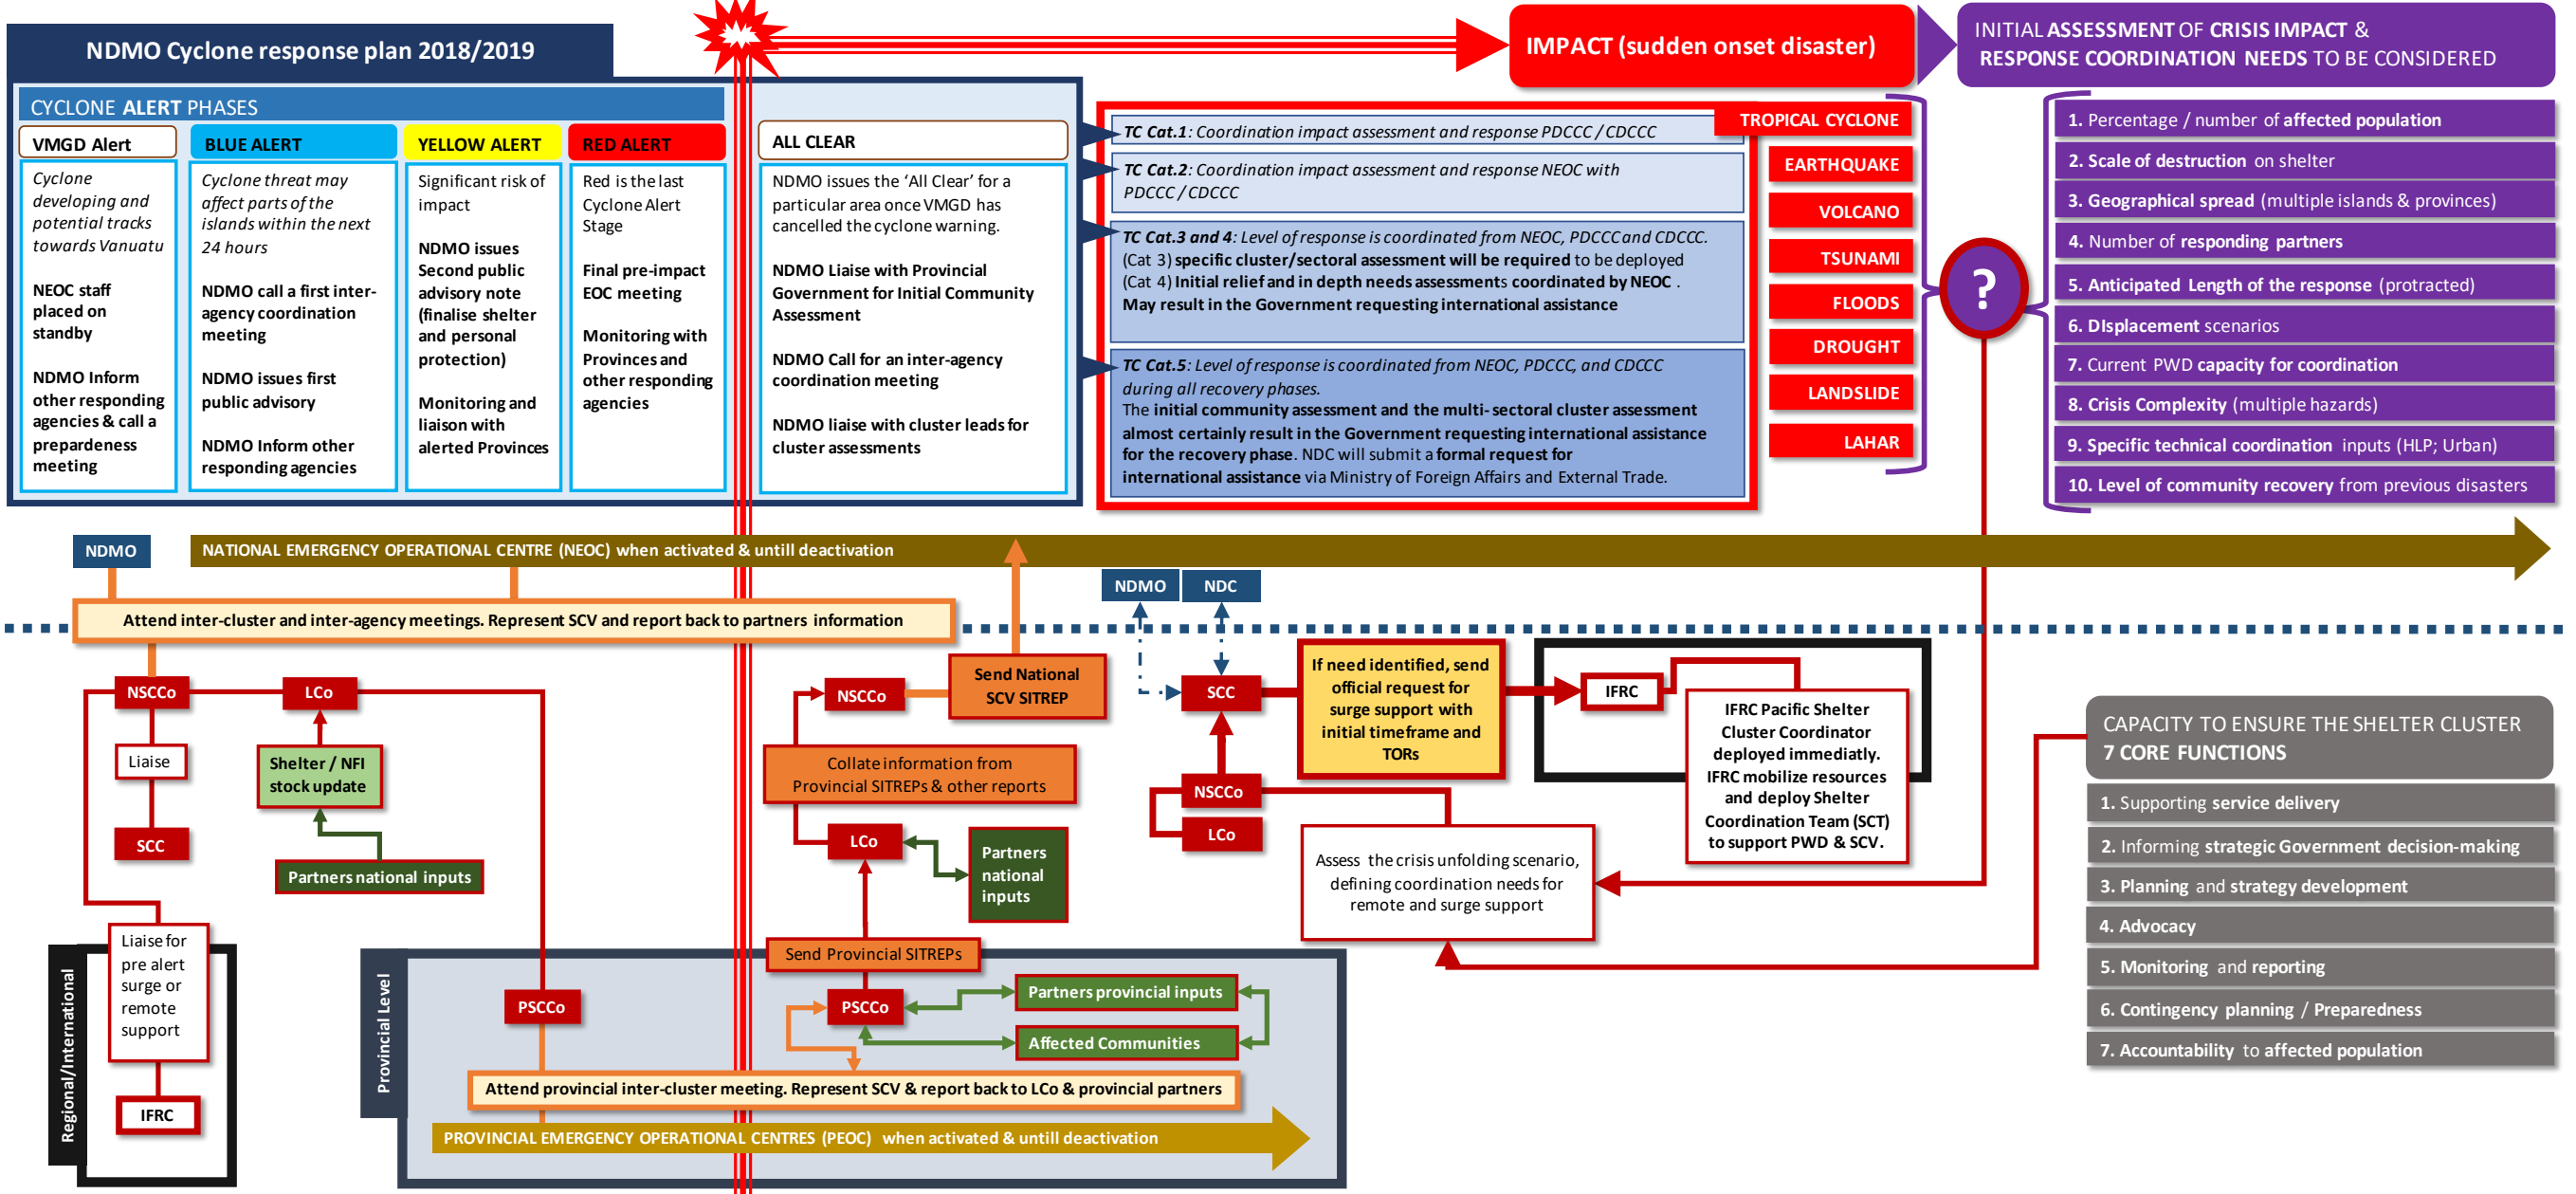 NDMO Cyclone response plan 2018/2019
IMPACT (sudden onset disaster)
INITIAL ASSESSMENT OF CRISIS IMPACT &
RESPONSE COORDINATION NEEDS TO BE CONSIDERED
CYCLONE ALERT PHASES
VMGD Alert
Cyclone
developing and
potential tracks
towards Vanuatu
NEOC staff
placed on
standby
NDMO Inform
other responding
agencies & call a
prepardeness
meeting
BLUE ALERT
Cyclone threat may
affect parts of the
islands within the next
24 hours
NDMO call a first inter-
agency coordination
meeting
NDMO issues first
public advisory
NDMO Inform other
responding agencies
YELLOW ALERT
Significant risk of
impact
NDMO issues
Second public
advisory note
(finalise shelter
and personal
protection)
Monitoring and
liaison with
alerted Provinces
RED ALERT
Red is the last
Cyclone Alert
Stage
Final pre-impact
EOC meeting
Monitoring with
Provinces and
other responding
agencies
ALL CLEAR
NDMO issues the ‘All Clear’ for a
particular area once VMGD has
cancelled the cyclone warning.
NDMO Liaise with Provincial
Government for Initial Community
Assessment
NDMO Call for an inter-agency
coordination meeting
NDMO liaise with cluster leads for
cluster assessments
TC Cat.1: Coordination impact assessment and response PDCCC / CDCCC
TC Cat.2: Coordination impact assessment and response NEOC with
PDCCC / CDCCC
TC Cat.3 and 4: Level of response is coordinated from NEOC, PDCCC and CDCCC.
(Cat 3) specific cluster/sectoral assessment will be required to be deployed
(Cat 4) Initial relief and in depth needs assessments coordinated by NEOC .
May result in the Government requesting international assistance
TC Cat.5: Level of response is coordinated from NEOC, PDCCC, and CDCCC
during all recovery phases.
The initial community assessment and the multi- sectoral cluster assessment
almost certainly result in the Government requesting international assistance
for the recovery phase. NDC will submit a formal request for
international assistance via Ministry of Foreign Affairs and External Trade.
TROPICAL CYCLONE
EARTHQUAKE
VOLCANO
TSUNAMI
FLOODS
DROUGHT
LANDSLIDE
LAHAR
?
1. Percentage / number of affected population
2. Scale of destruction on shelter
3. Geographical spread (multiple islands & provinces)
4. Number of responding partners
5. Anticipated Length of the response (protracted)
6. DIsplacement scenarios
7. Current PWD capacity for coordination
8. Crisis Complexity (multiple hazards)
9. Specific technical coordination inputs (HLP; Urban)
10. Level of community recovery from previous disasters
NDMO
NATIONAL EMERGENCY OPERATIONAL CENTRE (NEOC) when activated & untill deactivation
Attend inter-cluster and inter-agency meetings. Represent SCV and report back to partners information
NDMO
NDC
NSCCo
LCo
Liaise
SCC
Shelter / NFI
stock update
Partners national inputs
Regional/International
Liaise for
pre alert
surge or
remote
support
IFRC
NSCCo
Send National
SCV SITREP
Collate information from
Provincial SITREPs & other reports
LCo
Partners
national
inputs
Send Provincial SITREPs
Provincial Level
PSCCo
PSCCo
Partners provincial inputs
Affected Communities
Attend provincial inter-cluster meeting. Represent SCV & report back to LCo & provincial partners
PROVINCIAL EMERGENCY OPERATIONAL CENTRES (PEOC) when activated & untill deactivation
SCC
NSCCo
LCo
If need identified, send
official request for
surge support with
initial timeframe and
TORs
IFRC
IFRC Pacific Shelter
Cluster Coordinator
deployed immediatly.
IFRC mobilize resources
and deploy Shelter
Coordination Team (SCT)
to support PWD & SCV.
Assess the crisis unfolding scenario,
defining coordination needs for
remote and surge support
CAPACITY TO ENSURE THE SHELTER CLUSTER
7 CORE FUNCTIONS
1. Supporting service delivery
2. Informing strategic Government decision-making
3. Planning and strategy development
4. Advocacy
5. Monitoring and reporting
6. Contingency planning / Preparedness
7. Accountability to affected population